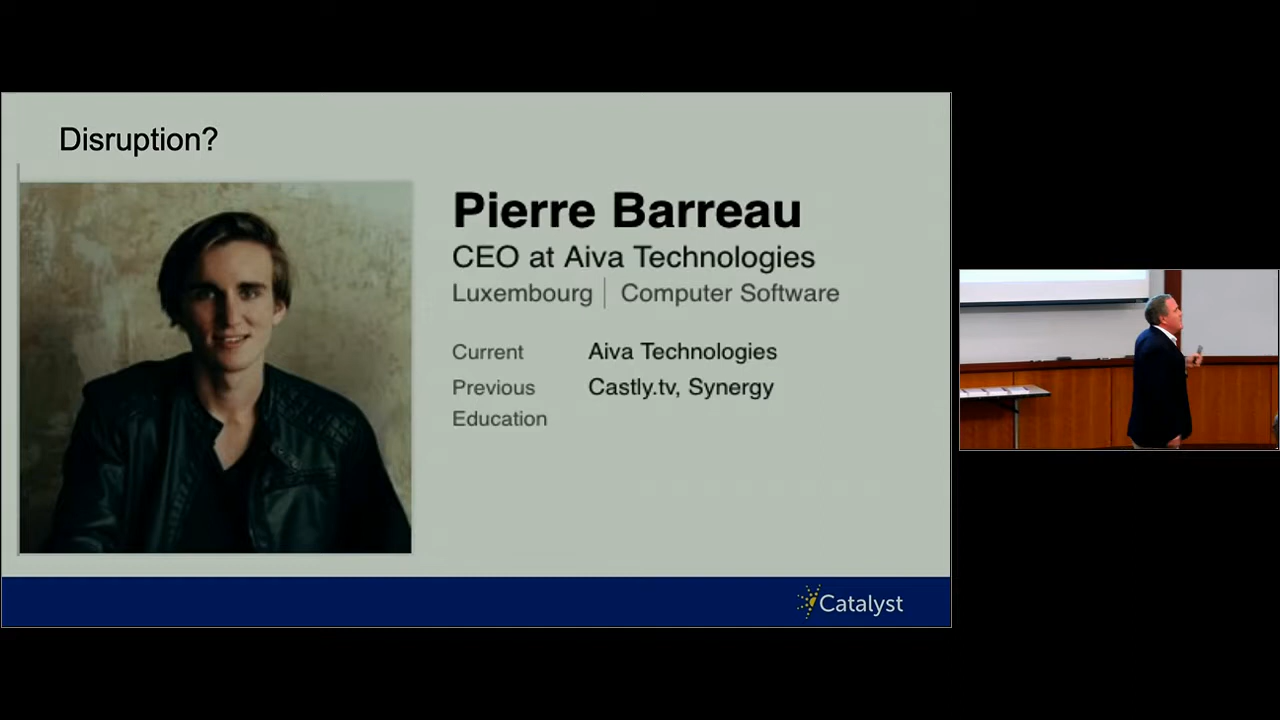 Disruption?
Pierre Barreau
CEO at Aiva Technologies
Luxembourg | Computer Software
Current Aiva Technologies
Previous Castly.tv, Synergy
Education
Catalyst